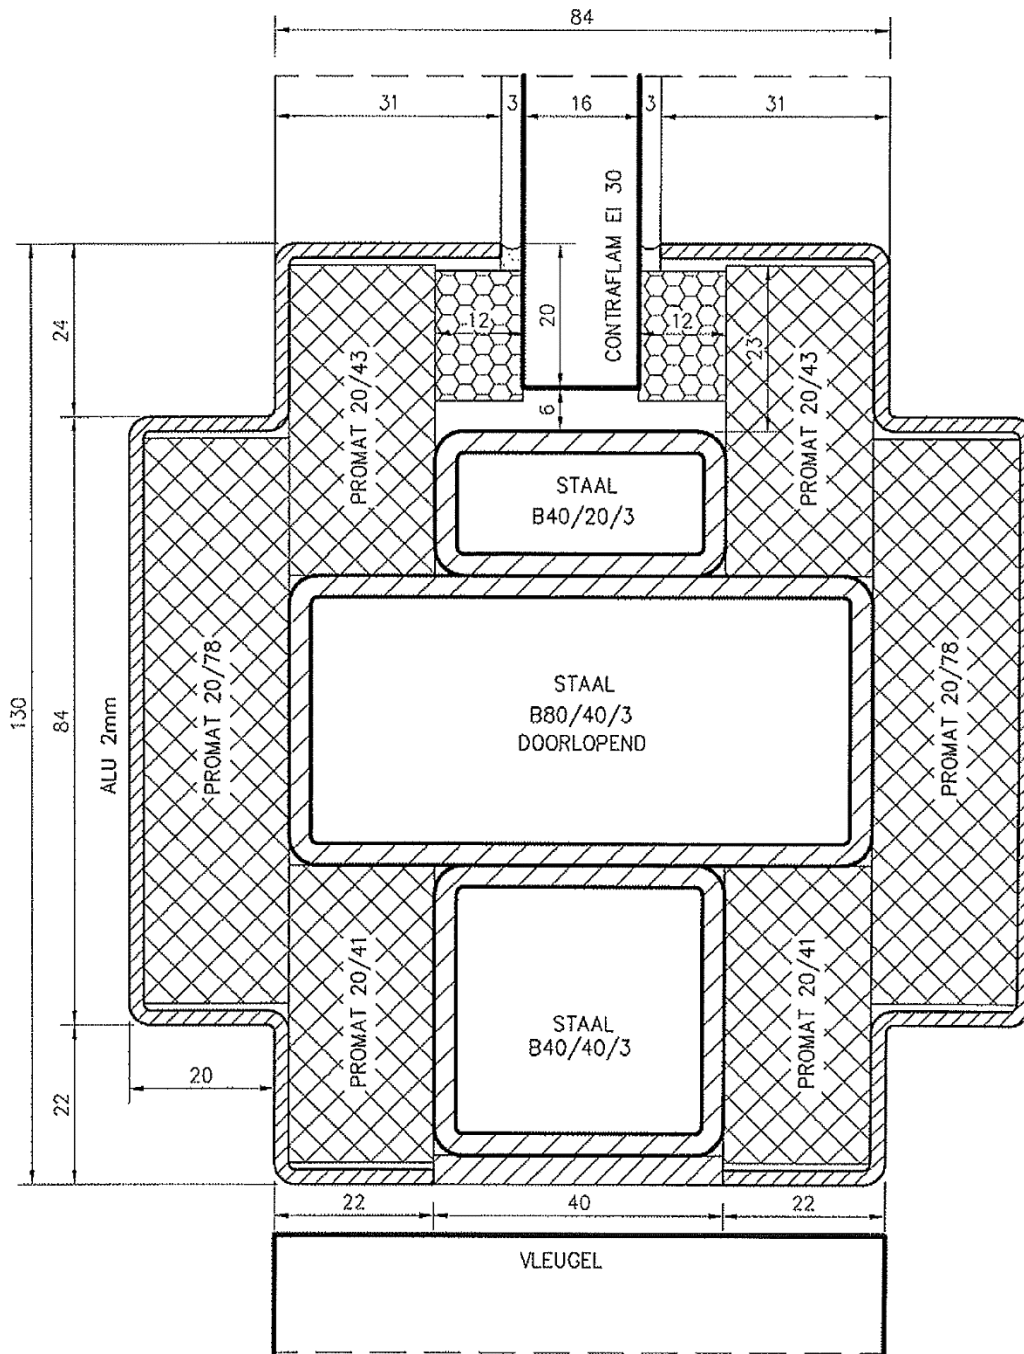 84
31
3
16
3
31
CONTRAFLAM EI 30
24
12
20
12
23
6
PROMAT 20/43
PROMAT 20/43
STAAL
B40/20/3
130
84
ALU 2mm
PROMAT 20/78
STAAL
B80/40/3
DOORLOPEND
PROMAT 20/78
PROMAT 20/41
STAAL
B40/40/3
PROMAT 20/41
20
22
22
40
22
VLEUGEL